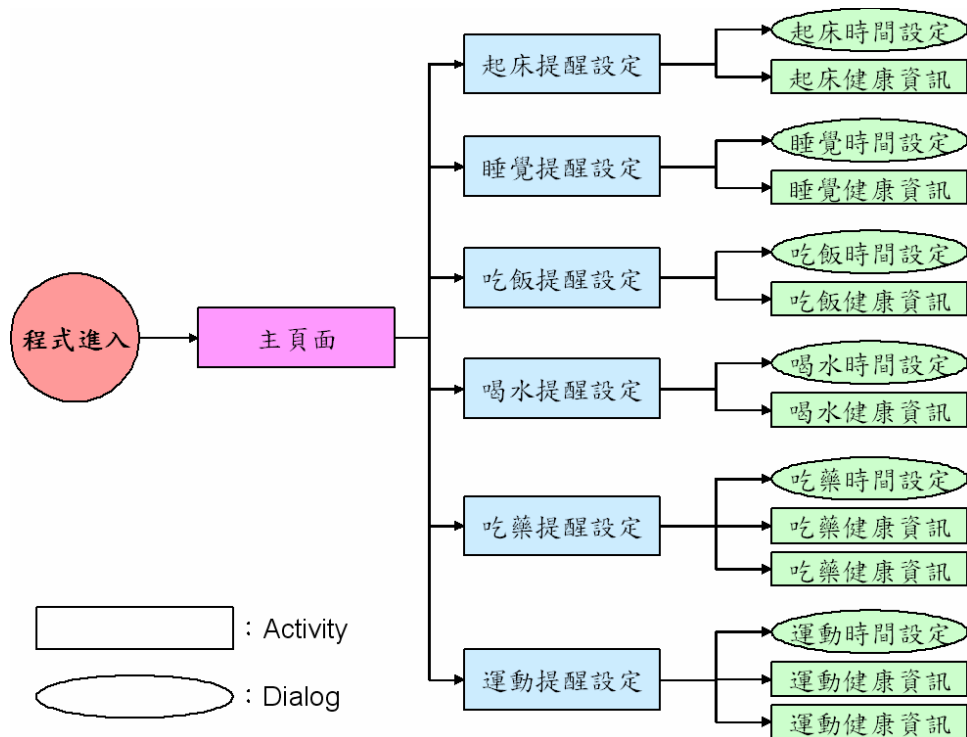 程式進入
主頁面
起床提醒設定
起床時間設定
起床健康資訊
睡覺提醒設定
睡覺時間設定
睡覺健康資訊
吃飯提醒設定
吃飯時間設定
吃飯健康資訊
喝水提醒設定
喝水時間設定
喝水健康資訊
吃藥提醒設定
吃藥時間設定
吃藥健康資訊
吃藥健康資訊
運動提醒設定
運動時間設定
運動健康資訊
運動健康資訊
：Activity
：Dialog